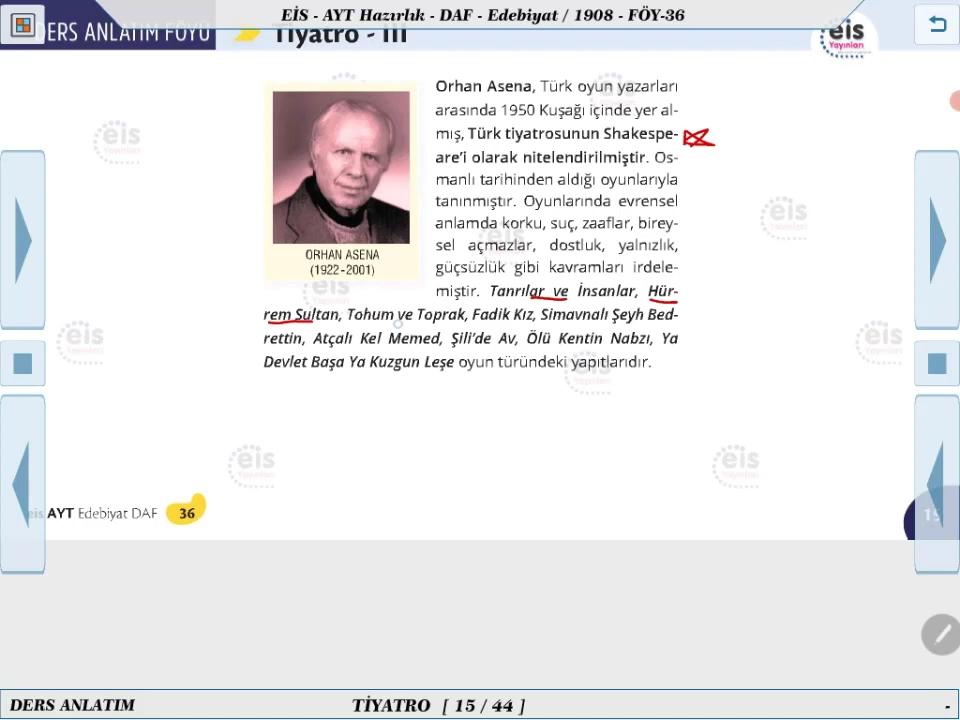 EİS - AYT Hazırlık - DAF - Edebiyat / 1908 - FÖY-36
DERS ANLATIM FÖYÜ
Tiyatro - III
eis
Yayınları
Orhan Asena, Türk oyun yazarları
arasında 1950 Kuşağı içinde yer al-
mış, Türk tiyatrosunun Shakespe-
are’i olarak nitelendirilmiştir. Os-
manlı tarihinden aldığı oyunlarıyla
tanınmıştır. Oyunlarında evrensel
anlamda korku, suç, zaaflar, birey-
sel açmazlar, dostluk, yalnızlık,
güçsüzlük gibi kavramları irdele-
miştir. Tanrılar ve İnsanlar, Hür-
rem Sultan, Tohum ve Toprak, Fadik Kız, Simavnalı Şeyh Bed-
rettin, Atçalı Kel Memed, Şili’de Av, Ölü Kentin Nabzı, Ya
Devlet Başa Ya Kuzgun Leşe oyun türündeki yapıtlarıdır.
ORHAN ASENA
(1922-2001)
eis AYT Edebiyat DAF 36
15
DERS ANLATIM
TİYATRO [ 15 / 44 ]
-